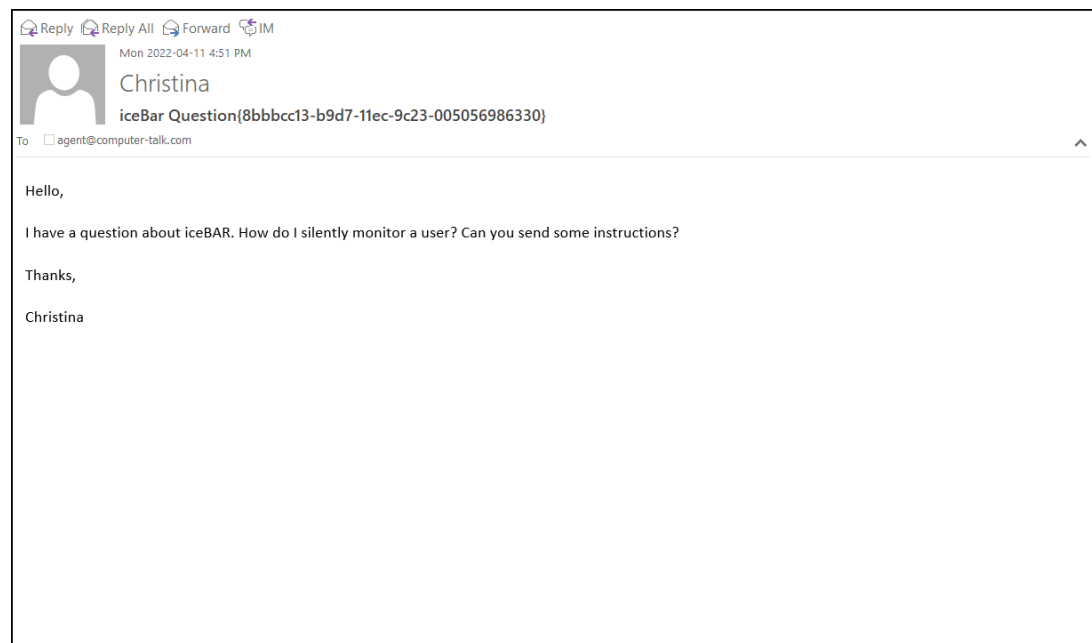 Reply Reply All Forward IM
Mon 2022-04-11 4:51 PM
Christina
iceBar Question{8bbbcc13-b9d7-11ec-9c23-005056986330}
To agent@computer-talk.com
Hello,
I have a question about iceBAR. How do I silently monitor a user? Can you send some instructions?
Thanks,
Christina